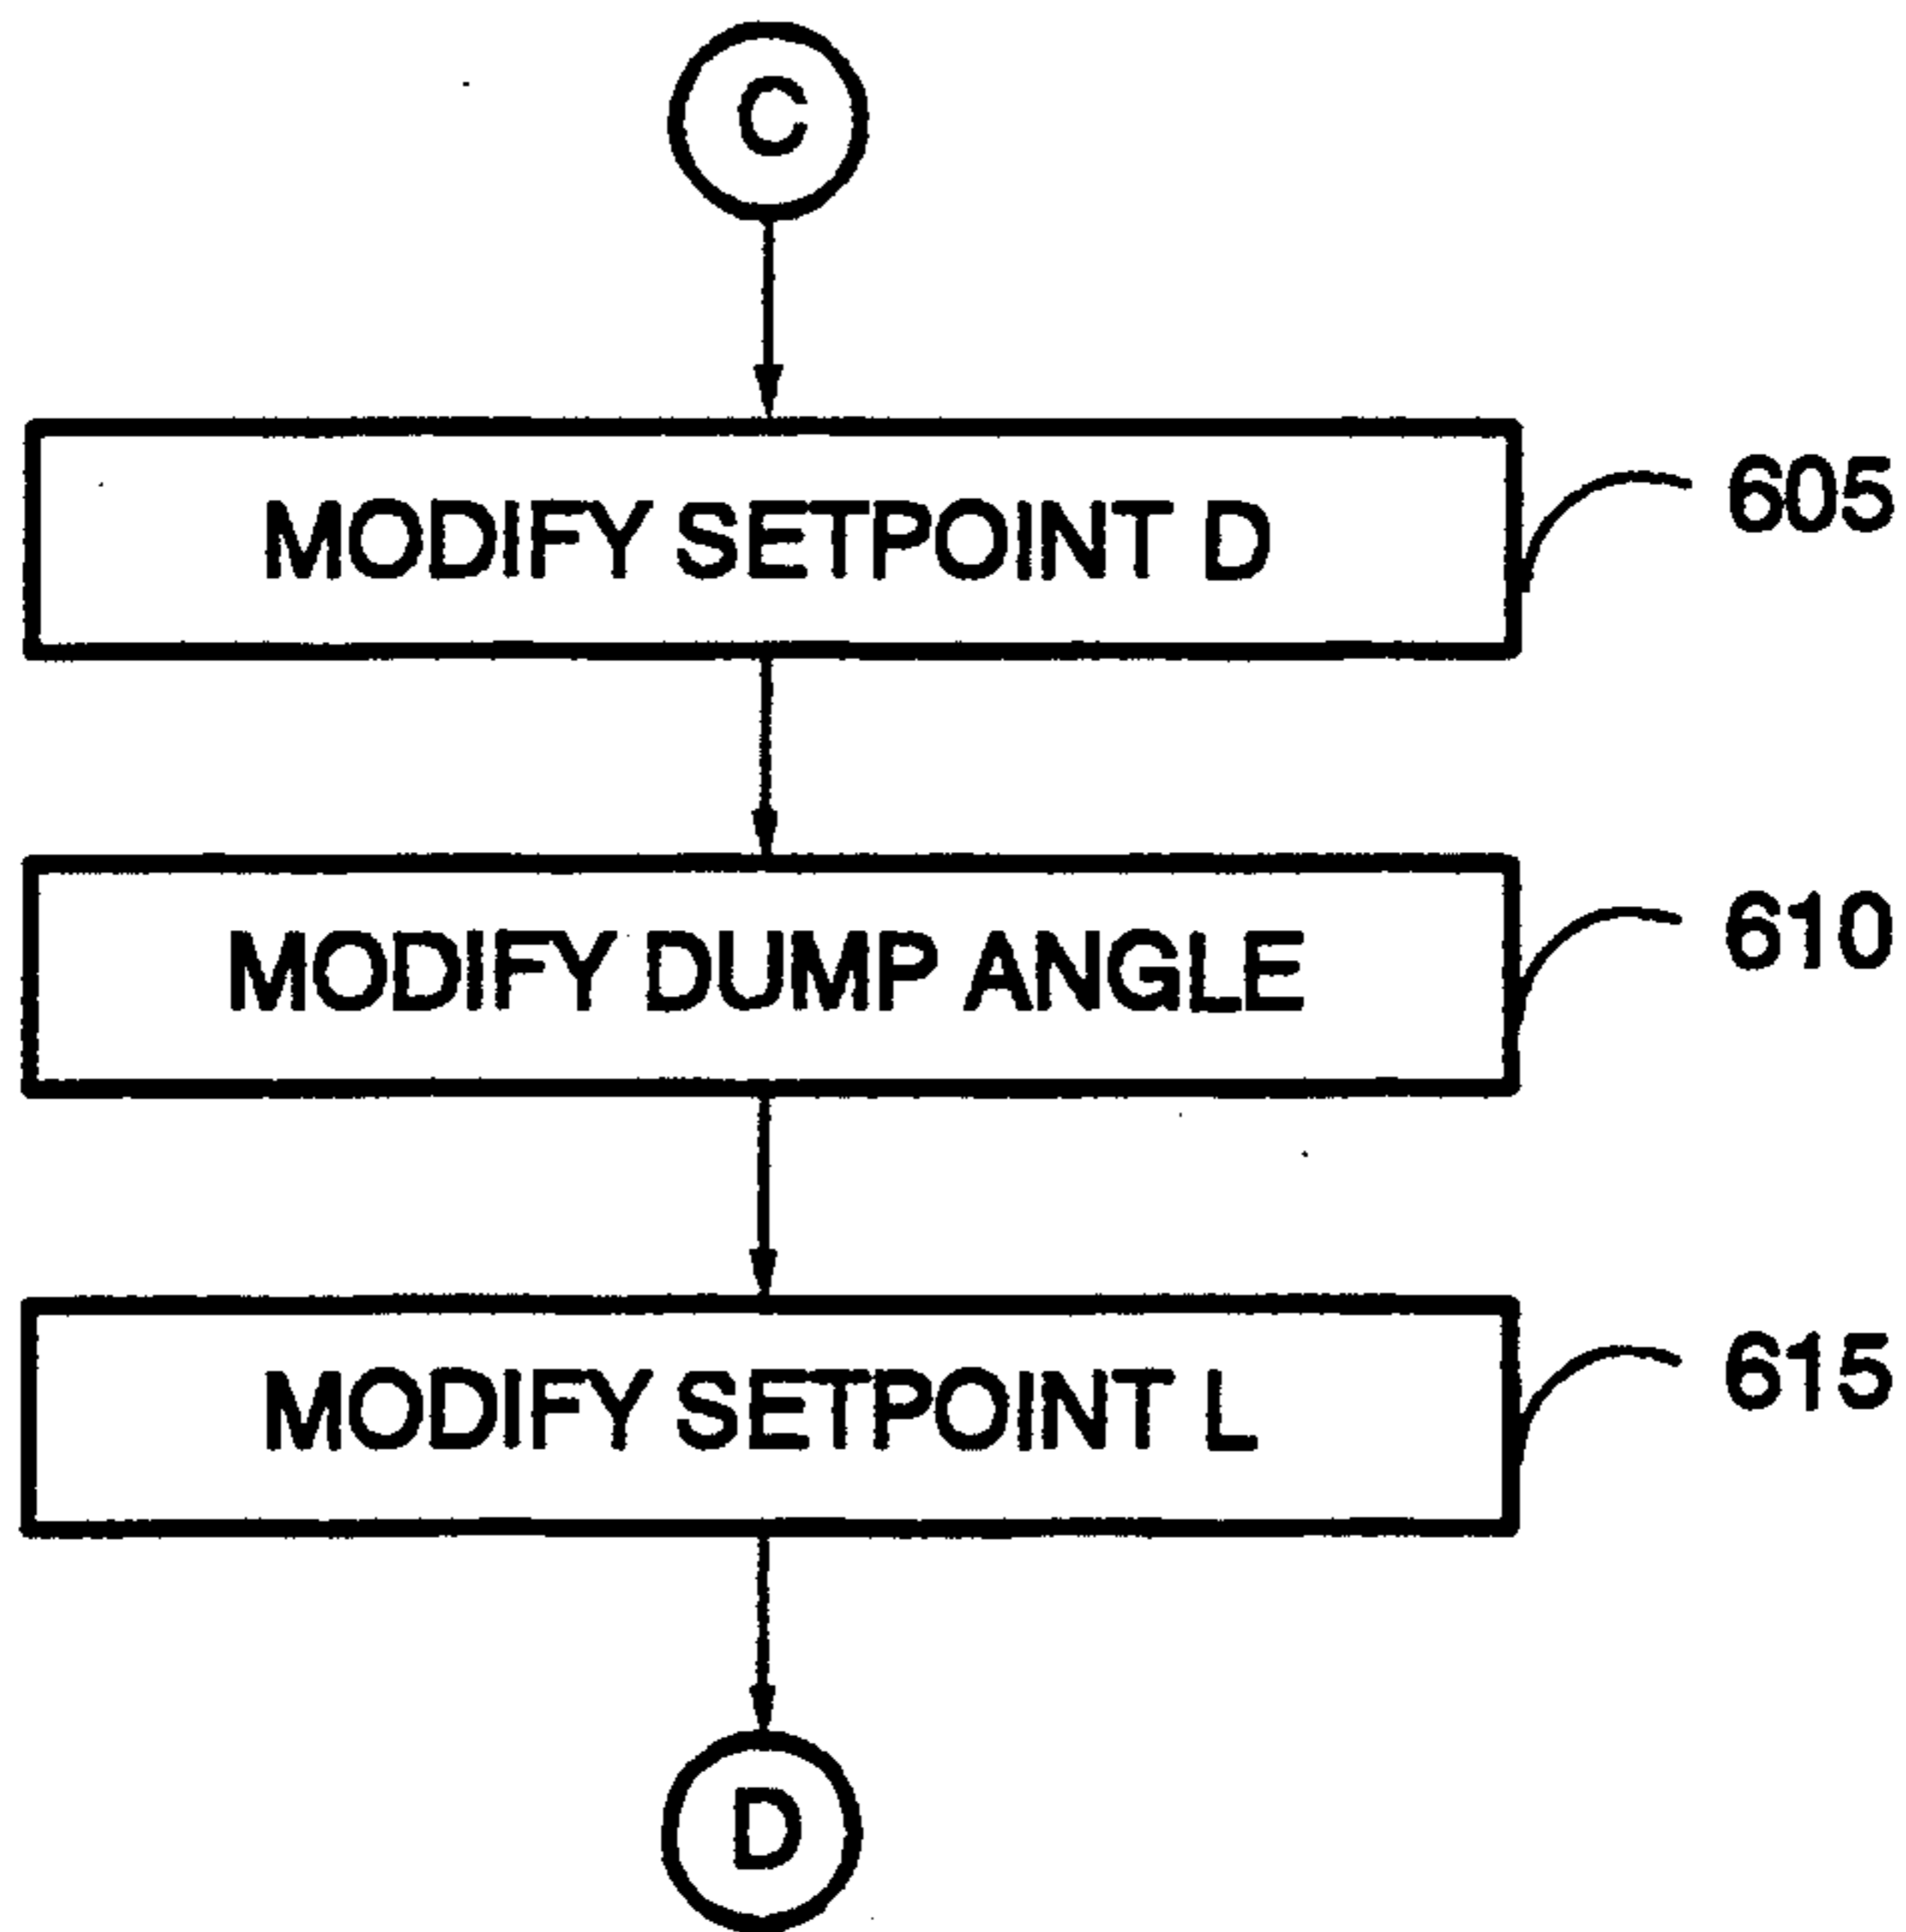 C
MODIFY SETPOINT D
605
MODIFY DUMP ANGLE
610
MODIFY SETPOINT L
615
D